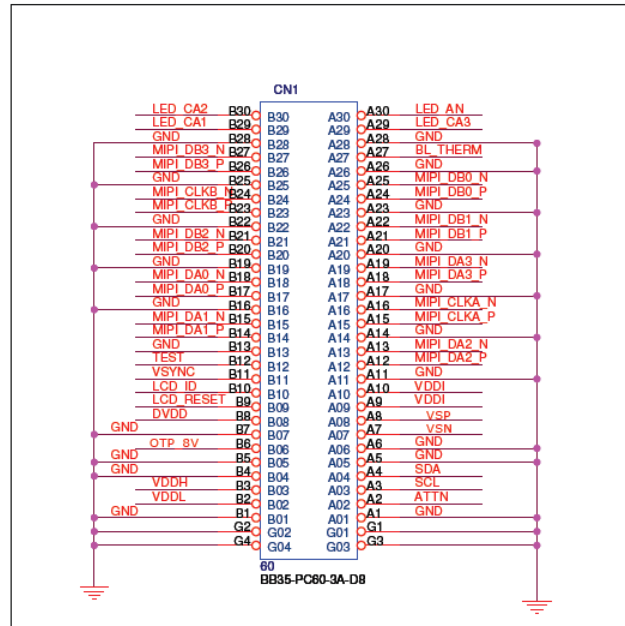 CN1
LED_CA2 B30 B30 A30 A30 LED_AN
LED_CA1 B29 B29 A29 A29 LED_CA3
GND B28 B28 A28 A28 GND
MIPI_DB3_N B27 B27 A27 A27 BL_THERM
MIPI_DB3_P B26 B26 A26 A26 GND
GND B25 B25 A25 A25 MIPI_DB0_N
MIPI_CLKB_N B24 B24 A24 A24 MIPI_DB0_P
MIPI_CLKB_P B23 B23 A23 A23 GND
GND B22 B22 A22 A22 MIPI_DB1_N
MIPI_DB2_N B21 B21 A21 A21 MIPI_DB1_P
MIPI_DB2_P B20 B20 A20 A20 GND
GND B19 B19 A19 A19 MIPI_DA3_N
MIPI_DA0_N B18 B18 A18 A18 MIPI_DA3_P
MIPI_DA0_P B17 B17 A17 A17 GND
GND B16 B16 A16 A16 MIPI_CLKA_N
MIPI_DA1_N B15 B15 A15 A15 MIPI_CLKA_P
MIPI_DA1_P B14 B14 A14 A14 GND
GND B13 B13 A13 A13 MIPI_DA2_N
TEST B12 B12 A12 A12 MIPI_DA2_P
VSYNC B11 B11 A11 A11 GND
LCD_ID B10 B10 A10 A10 VDDI
LCD_RESET B9 B09 A09 A9 VDDI
DVDD B8 B08 A08 A8 VSP
GND B7 B07 A07 A7 VSN
OTP_8V B6 B06 A06 A6 GND
GND B5 B05 A05 A5 GND
GND B4 B04 A04 A4 SDA
VDDH B3 B03 A03 A3 SCL
VDDL B2 B02 A02 A2 ATTN
GND B1 B01 A01 A1 GND
G2 G02 G01 G1
G4 G04 G03 G3
60
BB35-PC60-3A-D8